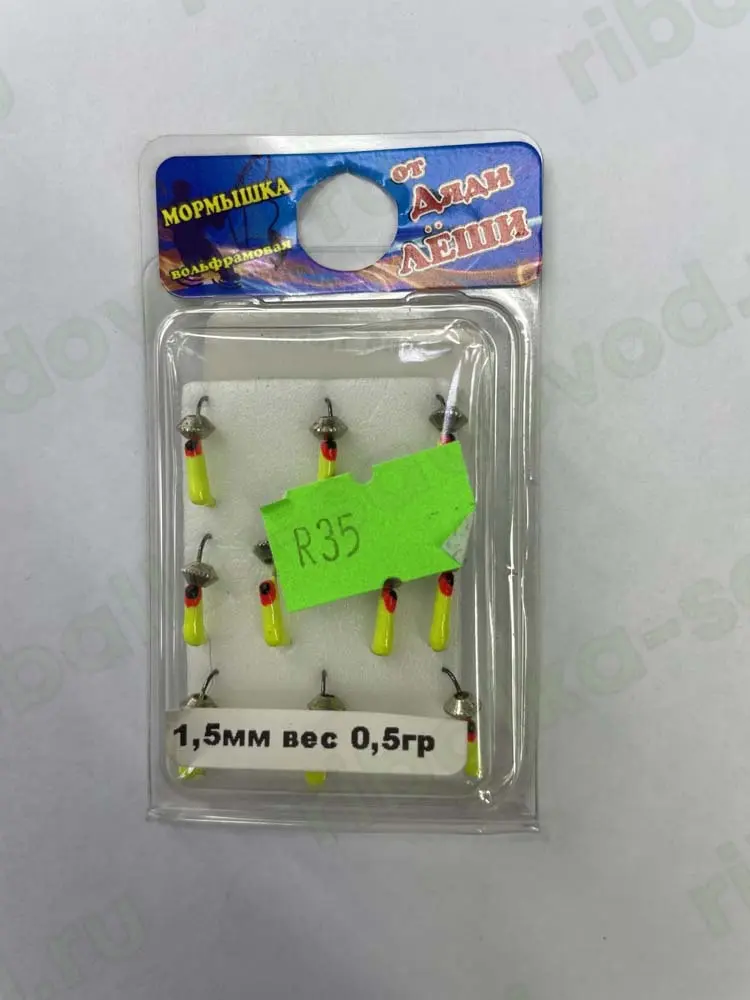 МОРМЫШКА
вольфрамовая
от
Дяди
ЛЁШИ
R35
1,5мм вес 0,5гр